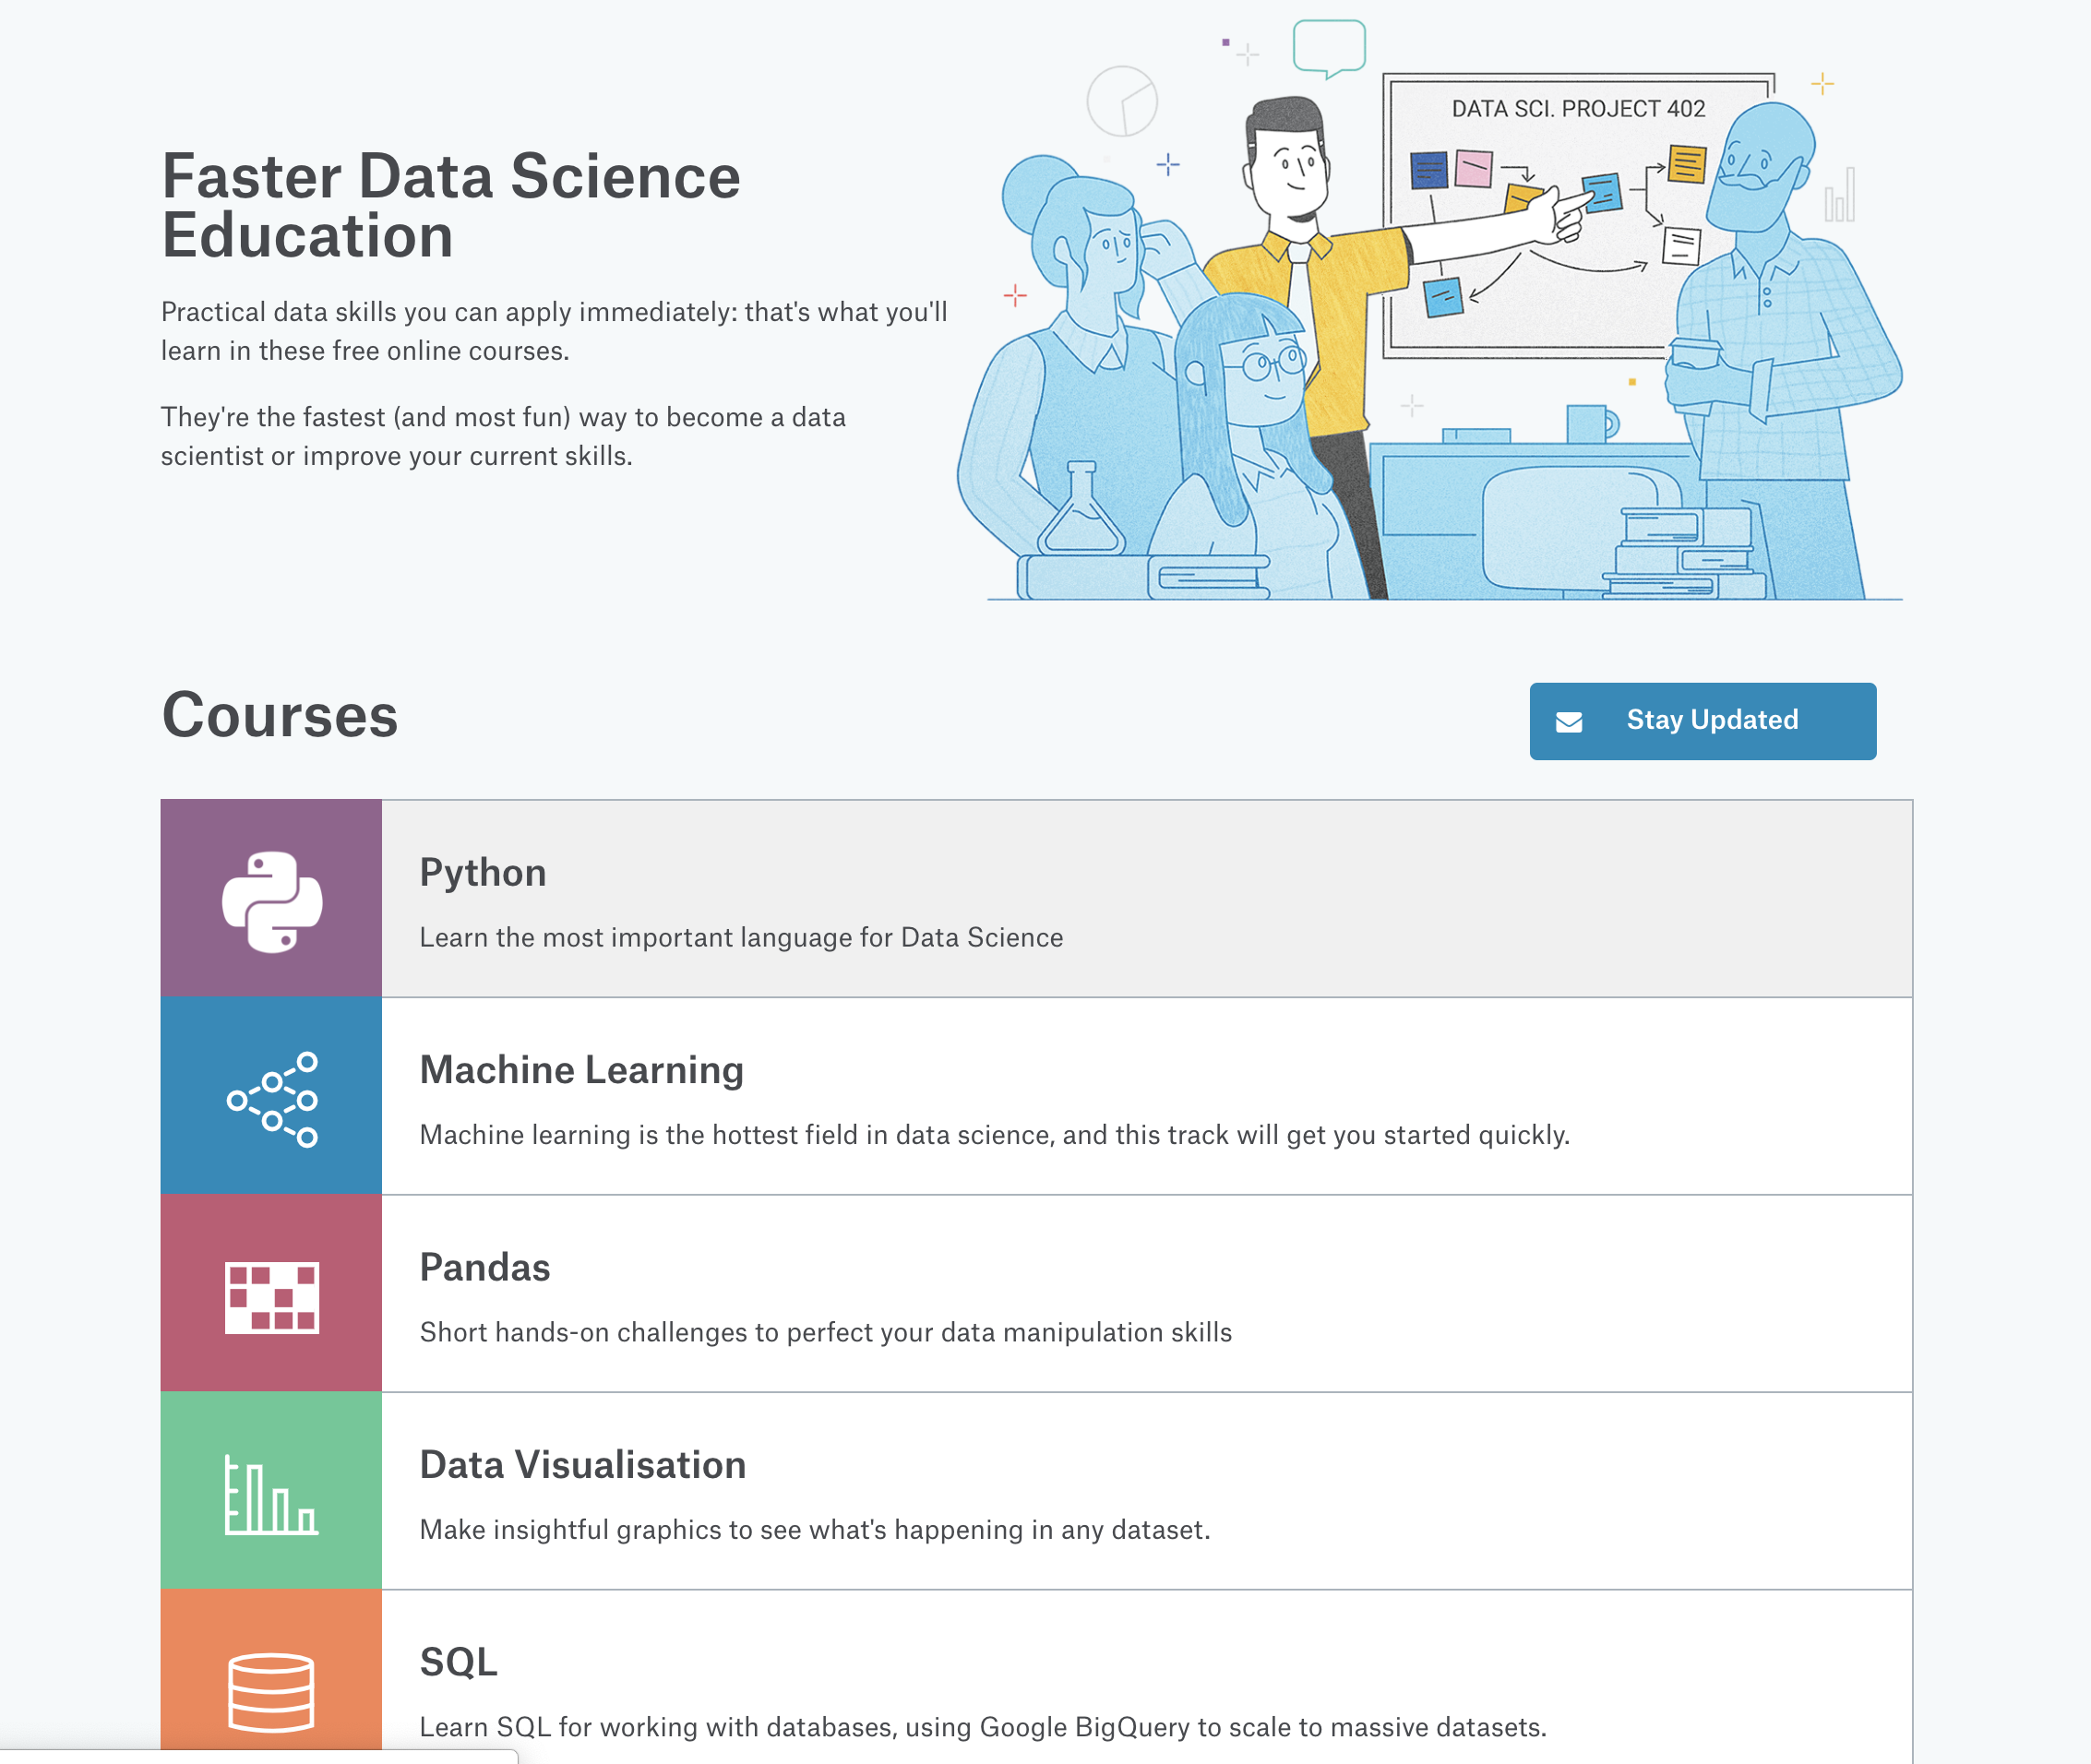 DATA SCI. PROJECT 402
Faster Data Science
Education
Practical data skills you can apply immediately: that's what you'll
learn in these free online courses.
They're the fastest (and most fun) way to become a data
scientist or improve your current skills.
Courses
Stay Updated
Python
Learn the most important language for Data Science
Machine Learning
Machine learning is the hottest field in data science, and this track will get you started quickly.
Pandas
Short hands-on challenges to perfect your data manipulation skills
Data Visualisation
Make insightful graphics to see what's happening in any dataset.
SQL
Learn SQL for working with databases, using Google BigQuery to scale to massive datasets.